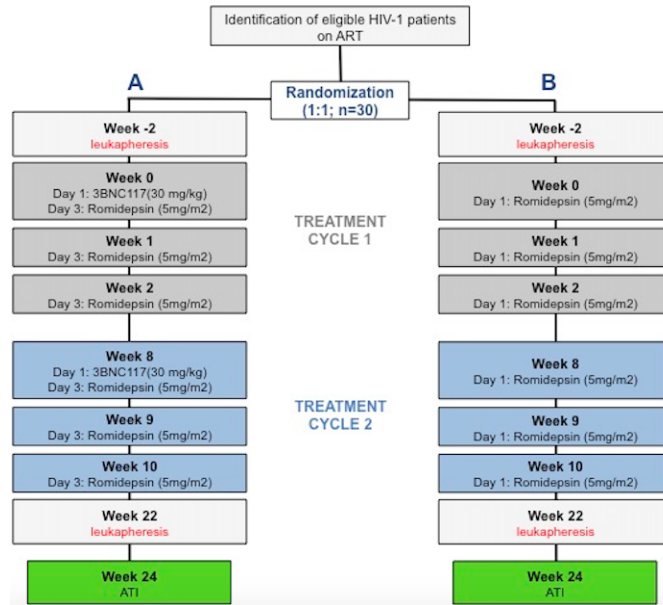 Identification of eligible HIV-1 patients
on ART
A
B
Randomization
(1:1; n=30)
Week -2
leukapheresis
Week 0
Day 1: 3BNC117(30 mg/kg)
Day 3: Romidepsin (5mg/m2)
Week 1
Day 3: Romidepsin (5mg/m2)
Week 2
Day 3: Romidepsin (5mg/m2)
Week 8
Day 1: 3BNC117(30 mg/kg)
Day 3: Romidepsin (5mg/m2)
Week 9
Day 3: Romidepsin (5mg/m2)
Week 10
Day 3: Romidepsin (5mg/m2)
Week 22
leukapheresis
Week 24
ATI
TREATMENT
CYCLE 1
TREATMENT
CYCLE 2
Week -2
leukapheresis
Week 0
Day 1: Romidepsin (5mg/m2)
Week 1
Day 1: Romidepsin (5mg/m2)
Week 2
Day 1: Romidepsin (5mg/m2)
Week 8
Day 1: Romidepsin (5mg/m2)
Week 9
Day 1: Romidepsin (5mg/m2)
Week 10
Day 1: Romidepsin (5mg/m2)
Week 22
leukapheresis
Week 24
ATI